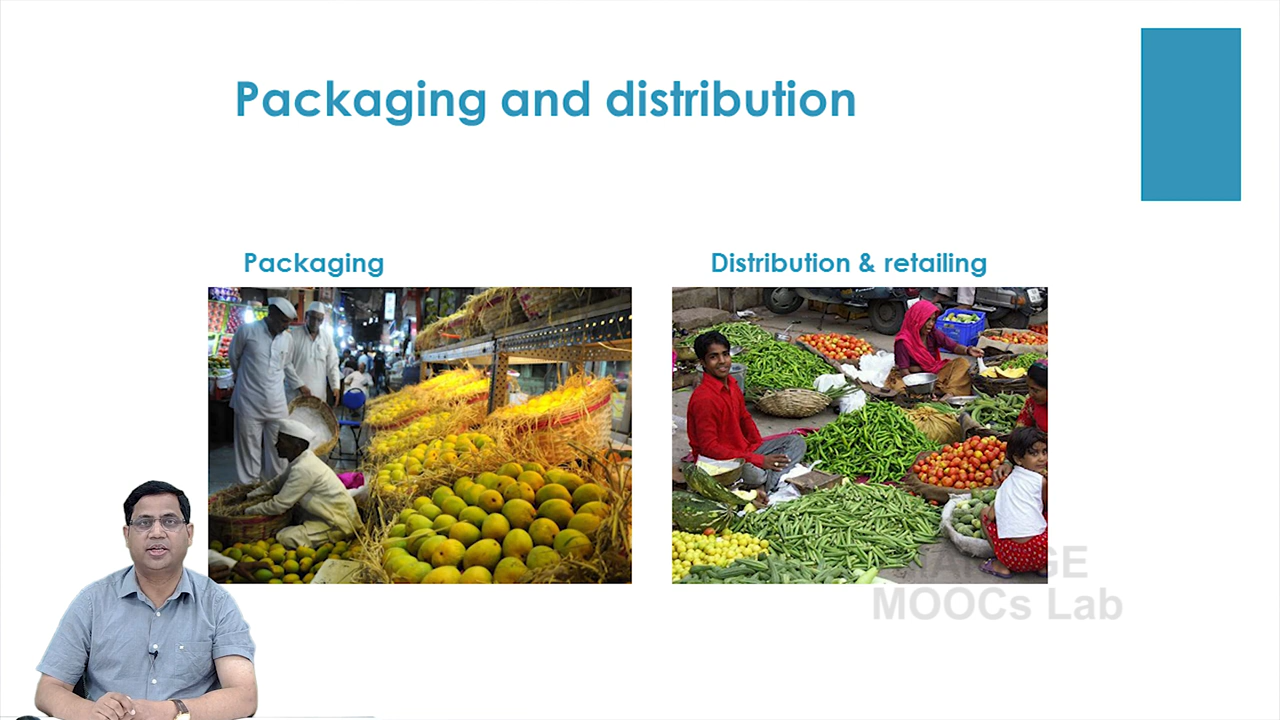 Packaging and distribution
Packaging
Distribution & retailing
MOOCs Lab